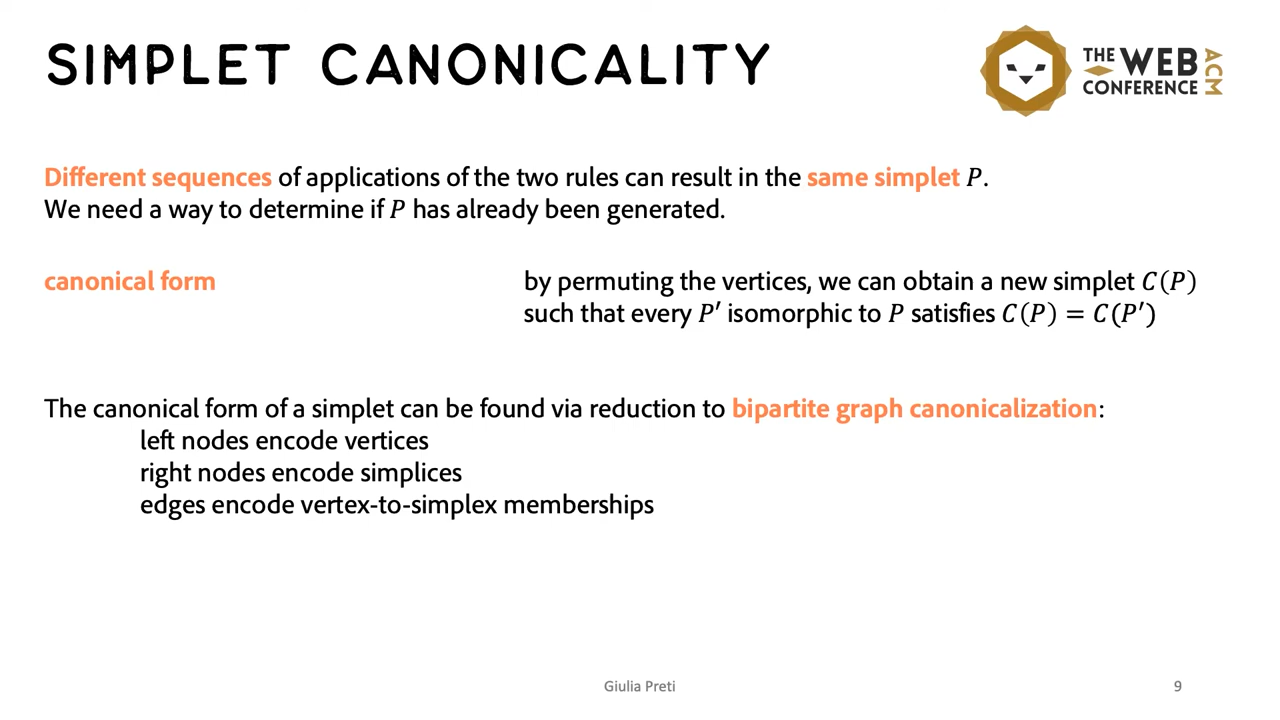 SIMPLET CANONICALITY
THE WEB CONFERENCE ACM
Different sequences of applications of the two rules can result in the same simplet P.
We need a way to determine if P has already been generated.
canonical form
by permuting the vertices, we can obtain a new simplet C(P)
such that every P′ isomorphic to P satisfies C(P) = C(P′)
The canonical form of a simplet can be found via reduction to bipartite graph canonicalization:
left nodes encode vertices
right nodes encode simplices
edges encode vertex-to-simplex memberships
Giulia Preti
9